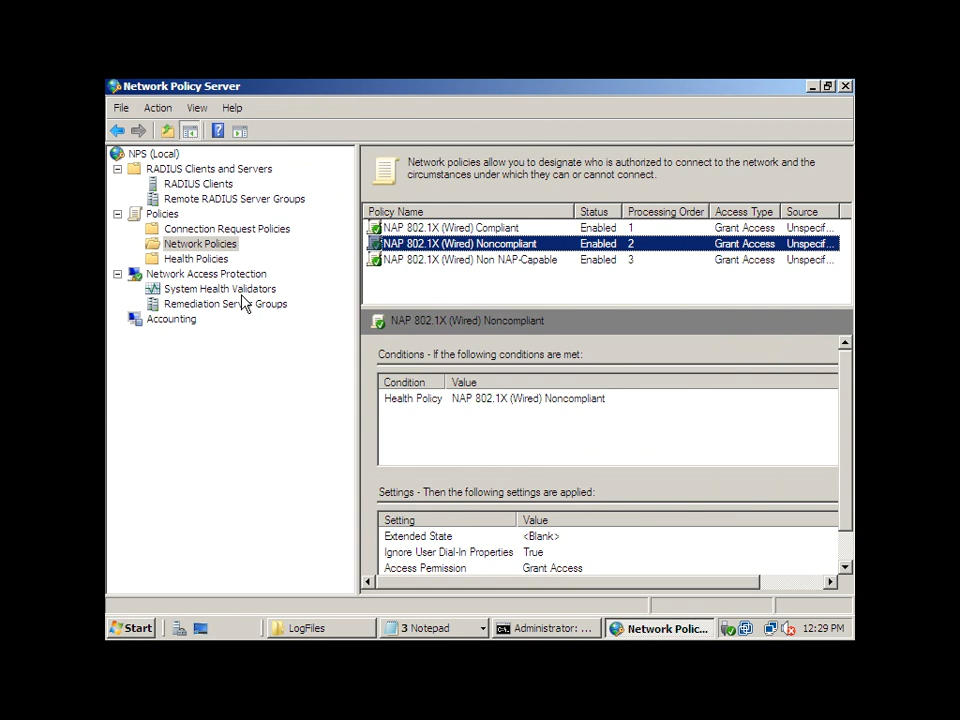 Network Policy Server
File Action View Help
NPS (Local)
RADIUS Clients and Servers
RADIUS Clients
Remote RADIUS Server Groups
Policies
Connection Request Policies
Network Policies
Health Policies
Network Access Protection
System Health Validators
Remediation Server Groups
Accounting
Network policies allow you to designate who is authorized to connect to the network and the
circumstances under which they can or cannot connect.
Policy Name Status Processing Order Access Type Source
NAP 802.1X (Wired) Compliant Enabled 1 Grant Access Unspecif...
NAP 802.1X (Wired) Noncompliant Enabled 2 Grant Access Unspecif...
NAP 802.1X (Wired) Non NAP-Capable Enabled 3 Grant Access Unspecif...
NAP 802.1X (Wired) Noncompliant
Conditions - If the following conditions are met:
Condition Value
Health Policy NAP 802.1X (Wired) Noncompliant
Settings - Then the following settings are applied:
Setting Value
Extended State <Blank>
Ignore User Dial-In Properties True
Access Permission Grant Access
Start LogFiles 3 Notepad Administrator: ... Network Polic... 12:29 PM